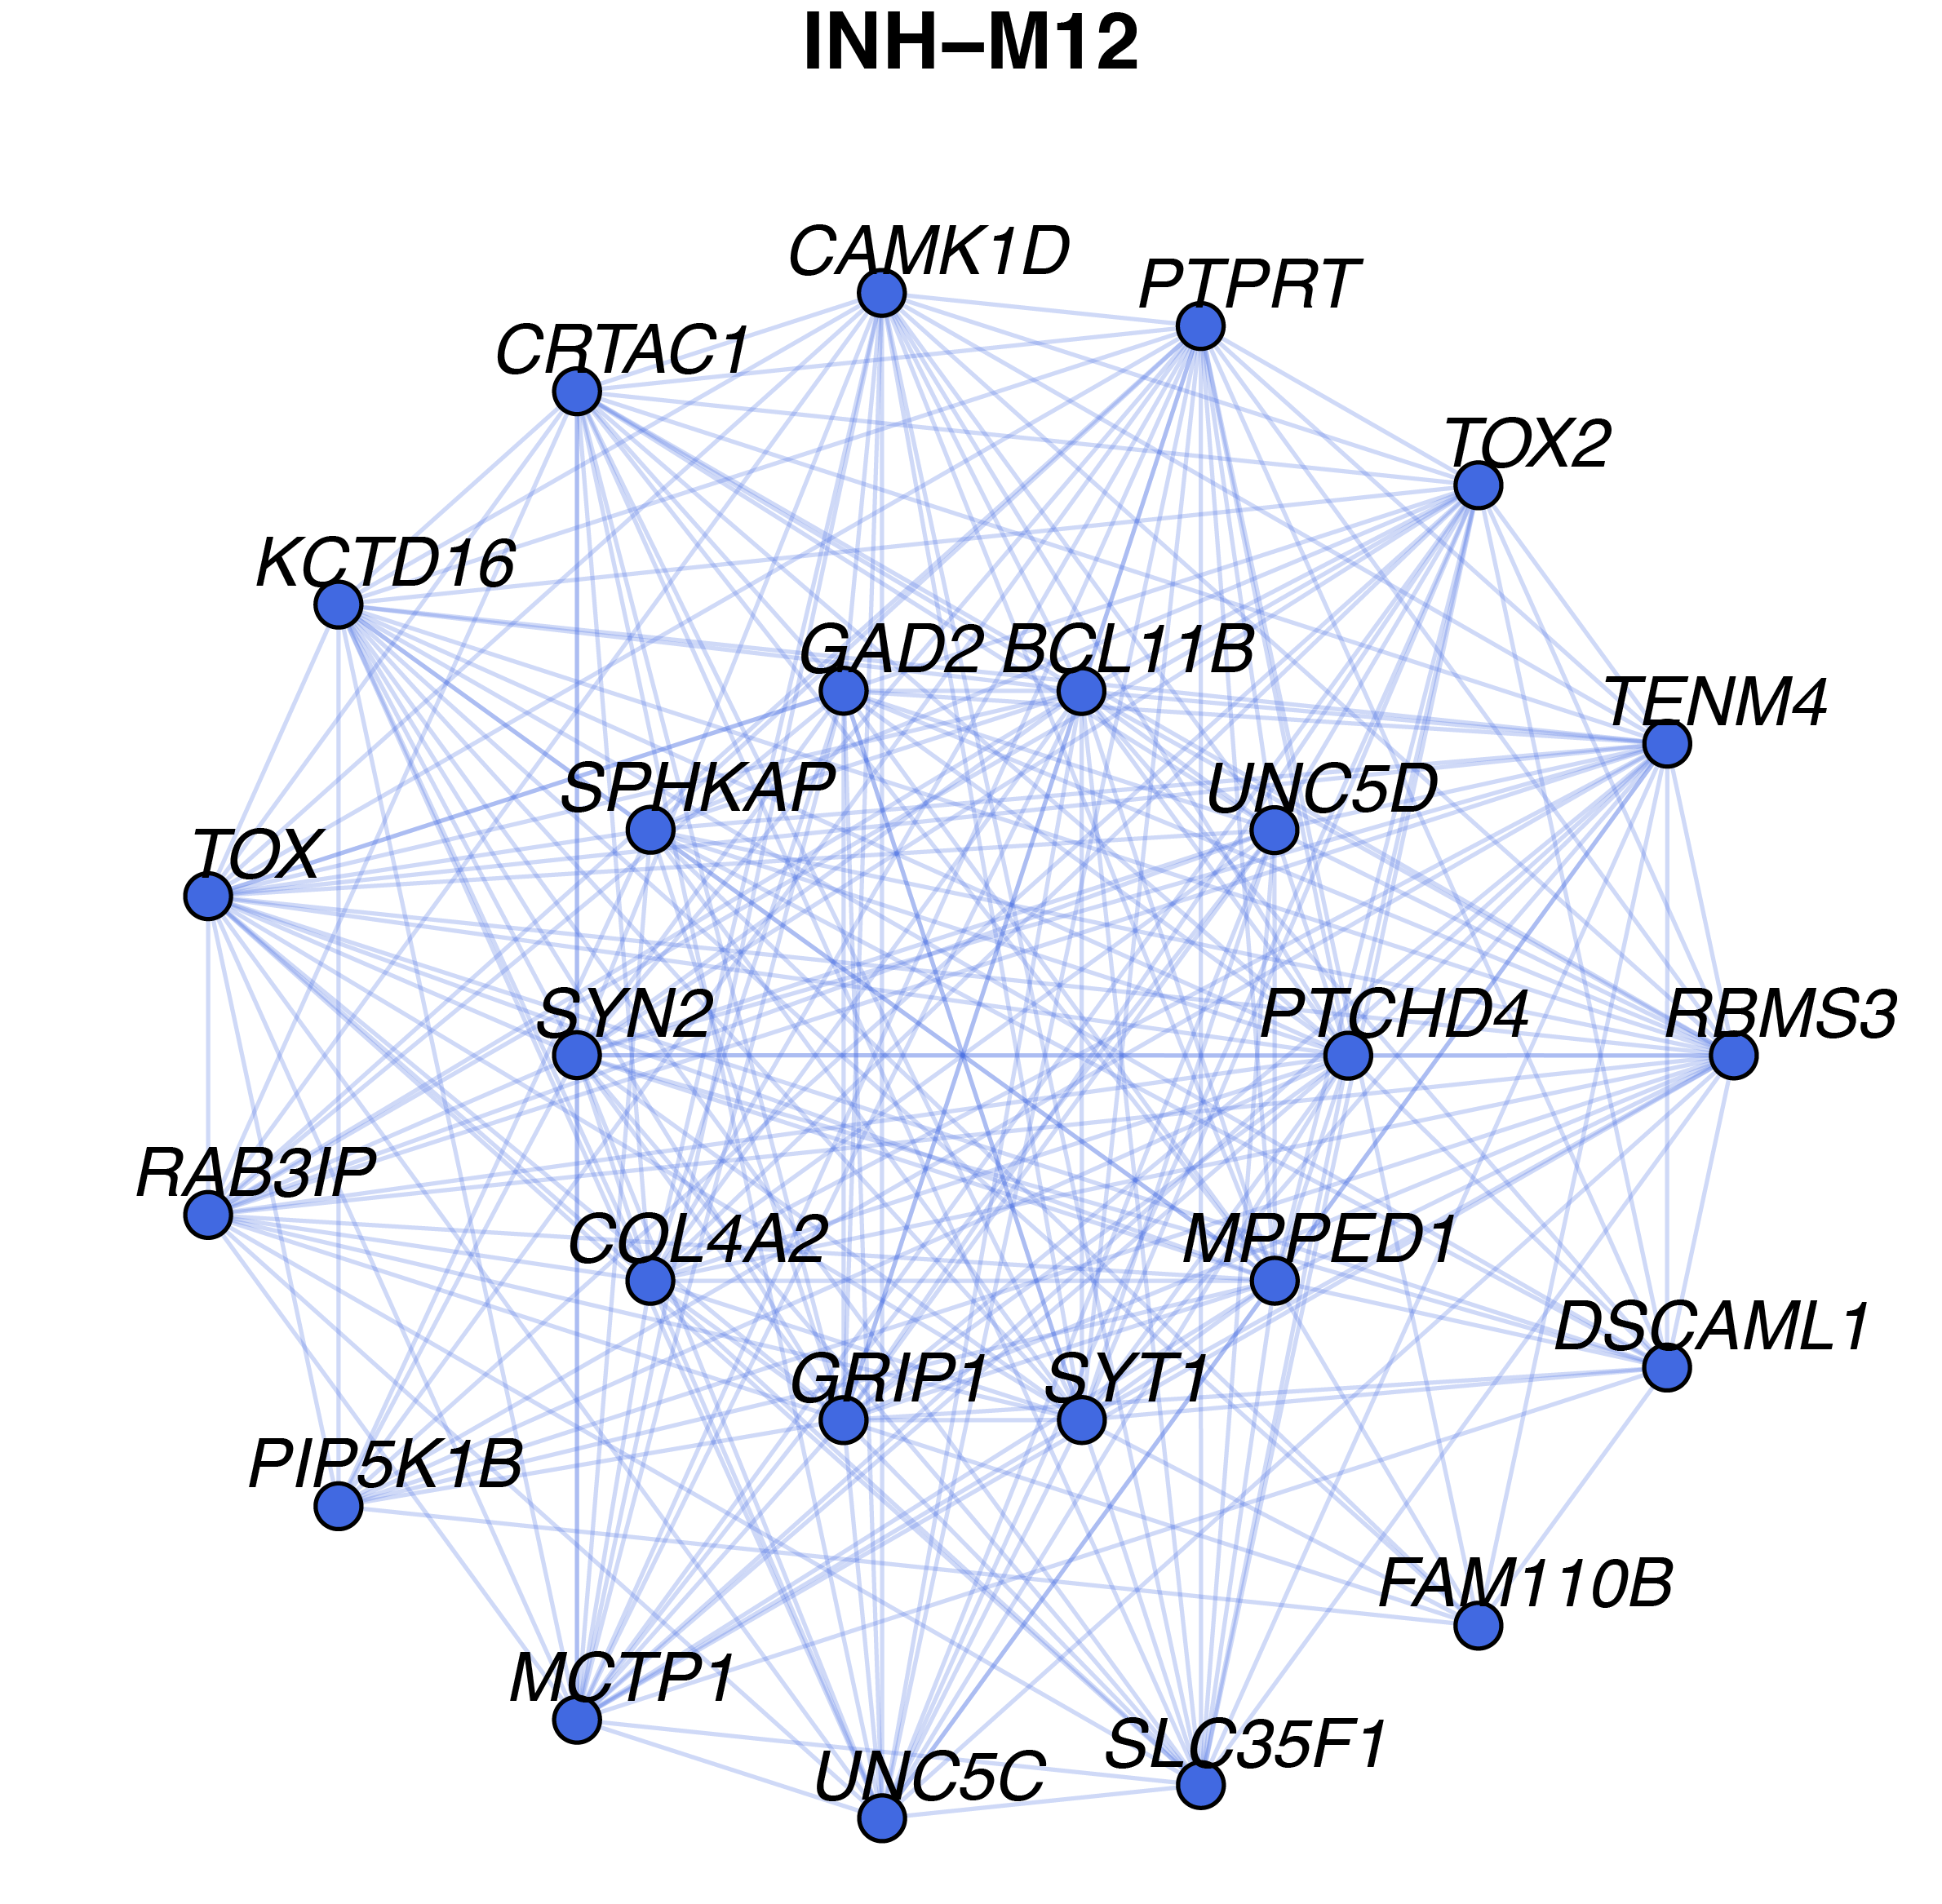 INH–M12
CAMK1D
PTPRT
CRTAC1
TOX2
KCTD16
GAD2 BCL11B
TENM4
SPHKAP
UNC5D
TOX
SYN2
PTCHD4
RBMS3
RAB3IP
COL4A2
MPPED1
DSCAML1
GRIP1
SYT1
PIP5K1B
FAM110B
MCTP1
SLC35F1
UNC5C